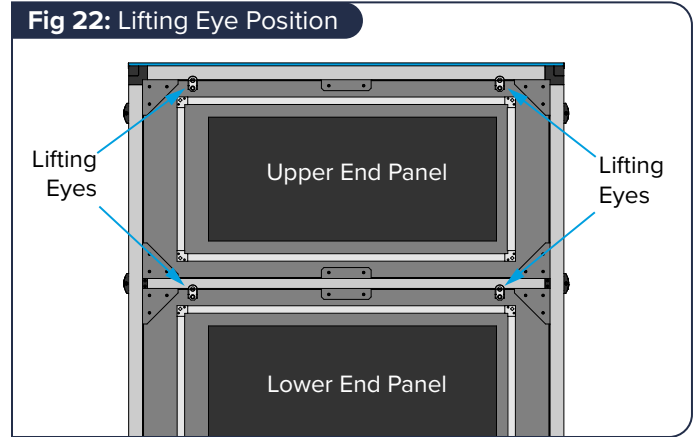 Fig 22: Lifting Eye Position
Lifting
Eyes
Upper End Panel
Lifting
Eyes
Lower End Panel